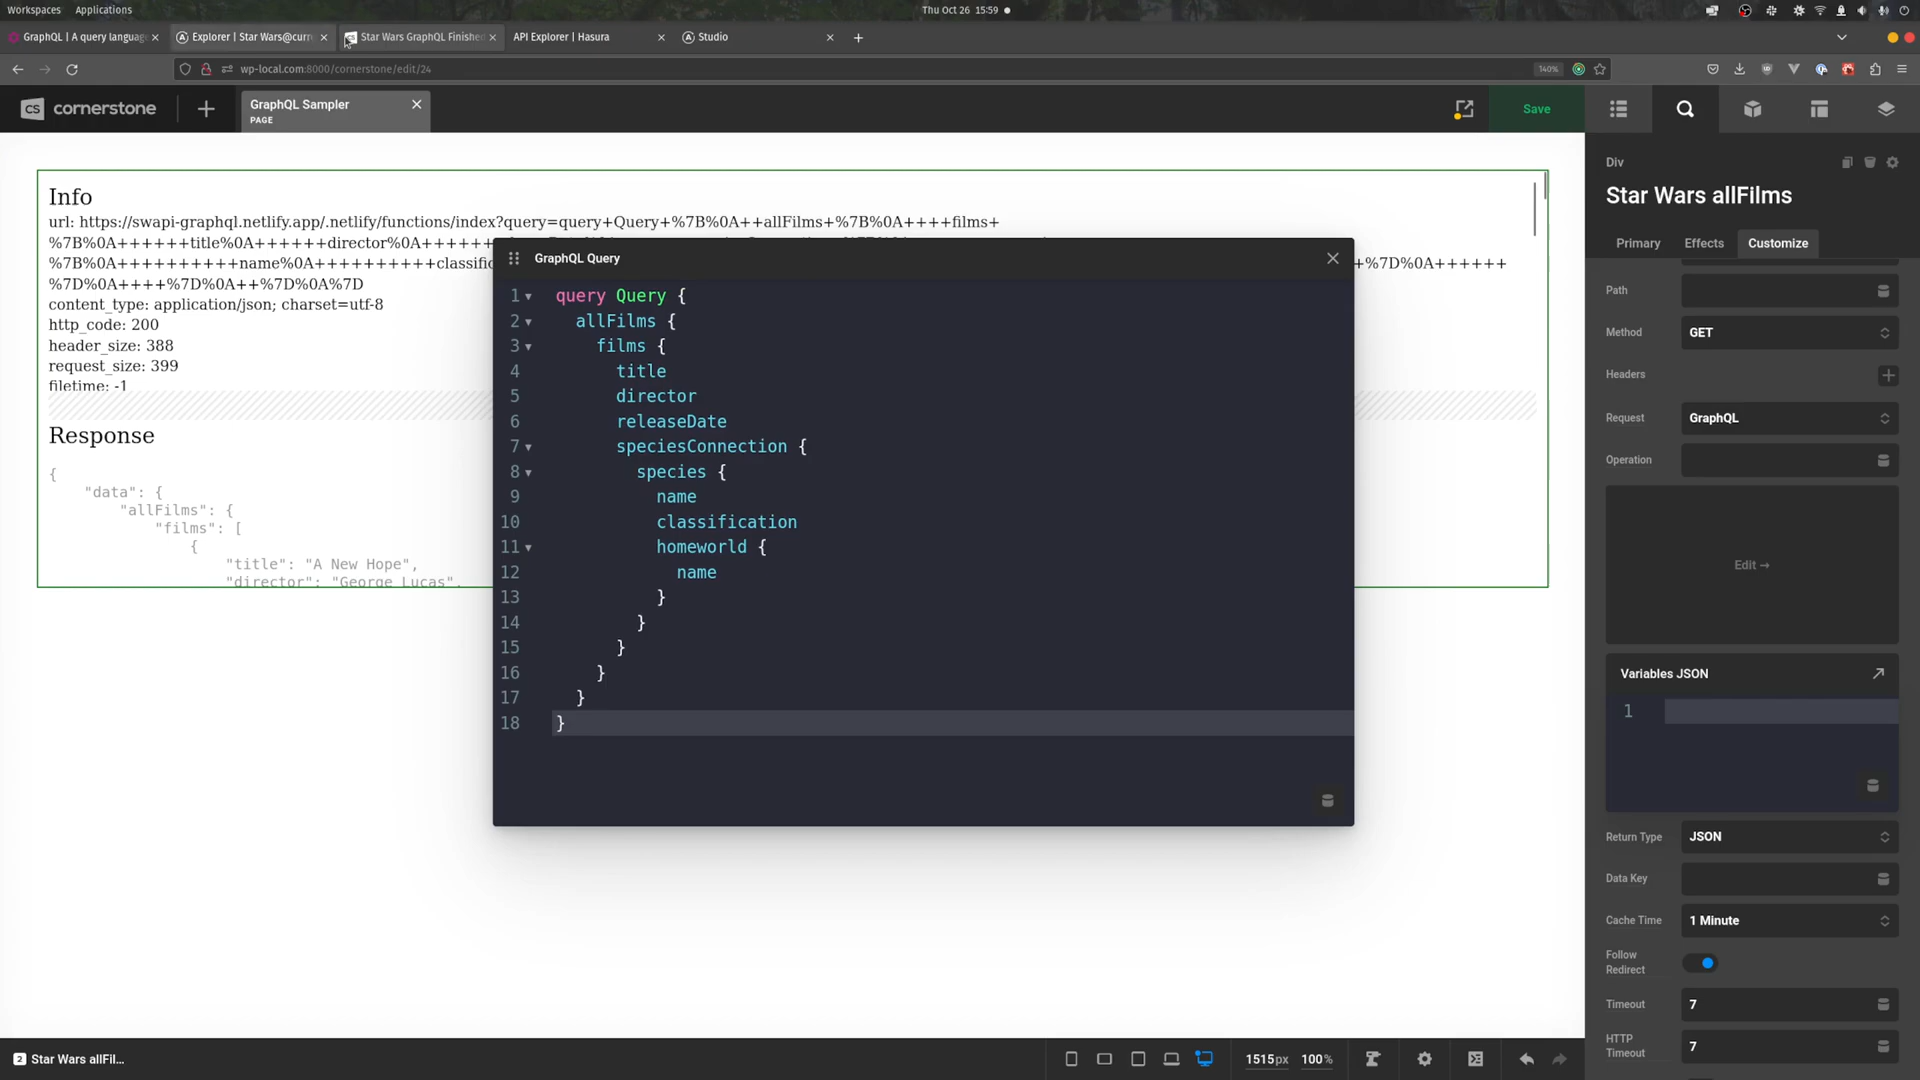 Workspaces Applications Thu Oct 26 15:59
GraphQL | A query language Explorer | Star Wars@curr Star Wars GraphQL Finished API Explorer | Hasura Studio
wp-local.com:8000/cornerstone/edit/24 140%
CS cornerstone
GraphQL Sampler
PAGE
Save
Info
url: https://swapi-graphql.netlify.app/.netlify/functions/index?query=query+Query+%7B%0A++allFilms+%7B%0A++++films+
%7B%0A++++++title%0A++++++director%0A++++++
%7B%0A++++++++++name%0A++++++++++classific +%7D%0A++++++
%7D%0A++++%7D%0A++%7D%0A%7D
content_type: application/json; charset=utf-8
http_code: 200
header_size: 388
request_size: 399
filetime: -1
Response
{
"data": {
"allFilms": {
"films": [
{
"title": "A New Hope",
"director": "George Lucas",
GraphQL Query
1 query Query {
2 allFilms {
3 films {
4 title
5 director
6 releaseDate
7 speciesConnection {
8 species {
9 name
10 classification
11 homeworld {
12 name
13 }
14 }
15 }
16 }
17 }
18 }
Div
Star Wars allFilms
Primary Effects Customize
Path
Method GET
Headers
Request GraphQL
Operation
Edit →
Variables JSON
1
Return Type JSON
Data Key
Cache Time 1 Minute
Follow
Redirect
Timeout 7
HTTP
Timeout 7
2 Star Wars allFil...
1515px 100%